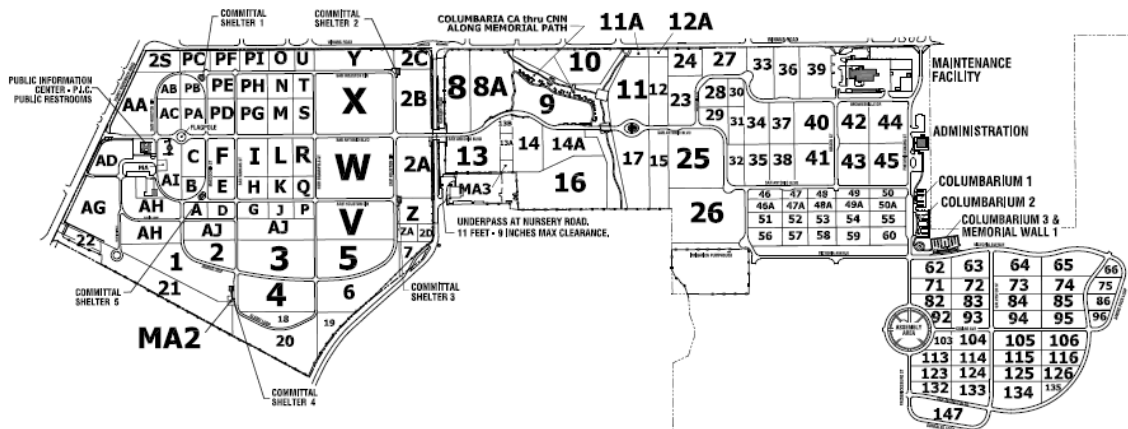 COMMITTAL
SHELTER 1
COMMITTAL
SHELTER 2
COLUMBARIA CA thru CNN
ALONG MEMORIAL PATH
11A
12A
2S
PC
PF
PI
O
U
Y
2C
8
8A
10
9
11
12
24
27
33
36
39
MAINTENANCE
FACILITY
PUBLIC INFORMATION
CENTER - P.I.C.
PUBLIC RESTROOMS
AA
AB
PB
PE
PH
N
T
X
2B
23
28
30
AC
PA
PD
PG
M
S
29
31
34
37
40
42
44
FLAGPOLE
13B
13A
13
14
14A
17
15
25
32
35
38
41
43
45
ADMINISTRATION
AD
C
F
I
L
R
W
2A
MA3
16
AI
B
E
H
K
Q
AG
AH
A
D
G
J
P
V
Z
ZA
2D
26
46
47
48
49
50
46A
47A
48A
49A
50A
51
52
53
54
55
56
57
58
59
60
COLUMBARIUM 1
COLUMBARIUM 2
COLUMBARIUM 3 &
MEMORIAL WALL 1
UNDERPASS AT NURSERY ROAD,
11 FEET - 9 INCHES MAX CLEARANCE.
AH
AJ
AJ
22
1
2
3
5
7
21
4
6
18
19
20
MA2
COMMITTAL
SHELTER 5
COMMITTAL
SHELTER 3
COMMITTAL
SHELTER 4
62
63
64
65
66
71
72
73
74
75
82
83
84
85
86
92
93
94
95
96
ASSEMBLY
AREA
103
104
105
106
113
114
115
116
123
124
125
126
132
133
134
135
147